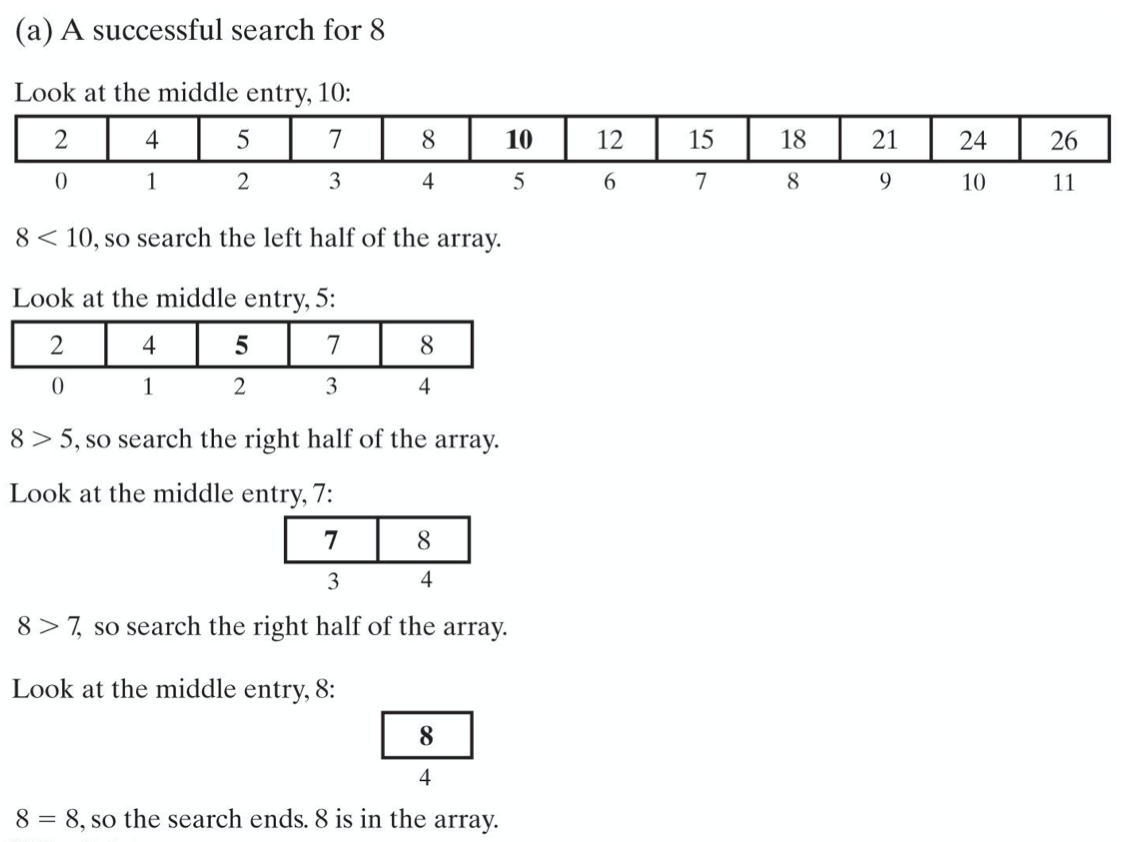 (a) A successful search for 8
Look at the middle entry, 10:
2 4 5 7 8 10 12 15 18 21 24 26
0 1 2 3 4 5 6 7 8 9 10 11
8 < 10, so search the left half of the array.
Look at the middle entry, 5:
2 4 5 7 8
0 1 2 3 4
8 > 5, so search the right half of the array.
Look at the middle entry, 7:
7 8
3 4
8 > 7, so search the right half of the array.
Look at the middle entry, 8:
8
4
8 = 8, so the search ends. 8 is in the array.